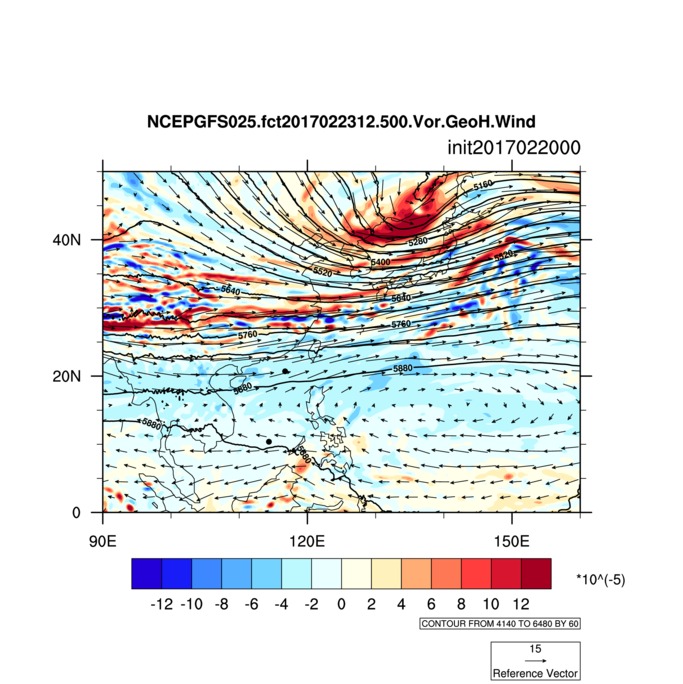 NCEPGFS025.fct2017022312.500.Vor.GeoH.Wind
init2017022000
5160
5280
5400
5520
5520
5640
5640
5760
5760
5880
5880
5880
5880
40N
20N
0
90E 120E 150E
-12 -10 -8 -6 -4 -2 0 2 4 6 8 10 12
*10^(-5)
CONTOUR FROM 4140 TO 6480 BY 60
15
Reference Vector